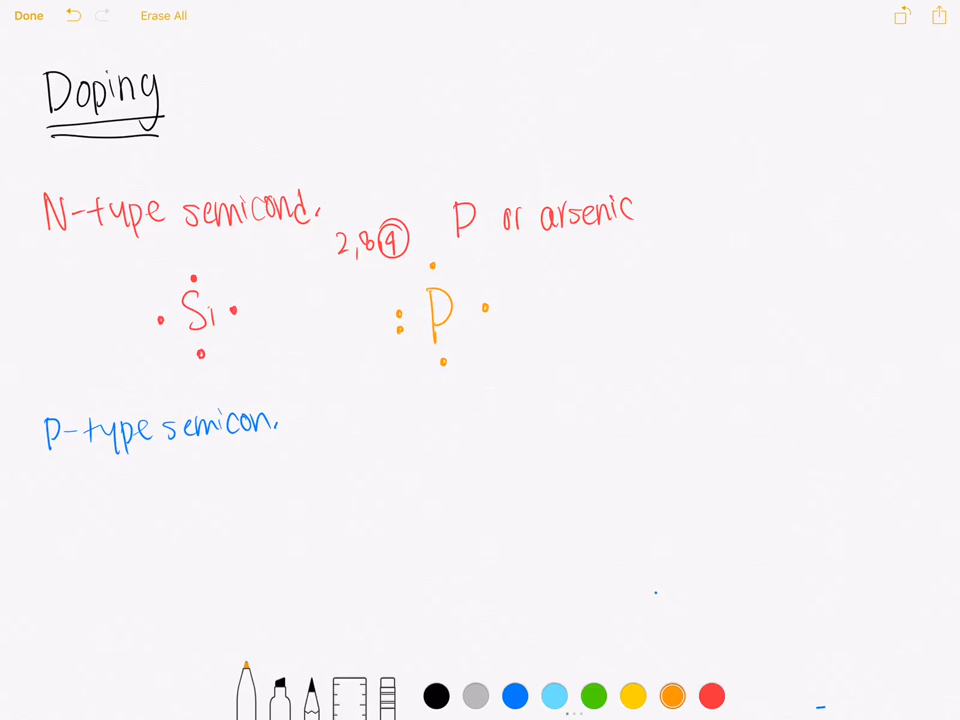 Done Erase All
Doping
N-type semicond. P or arsenic
2,8,4
Si P
P-type semicon.